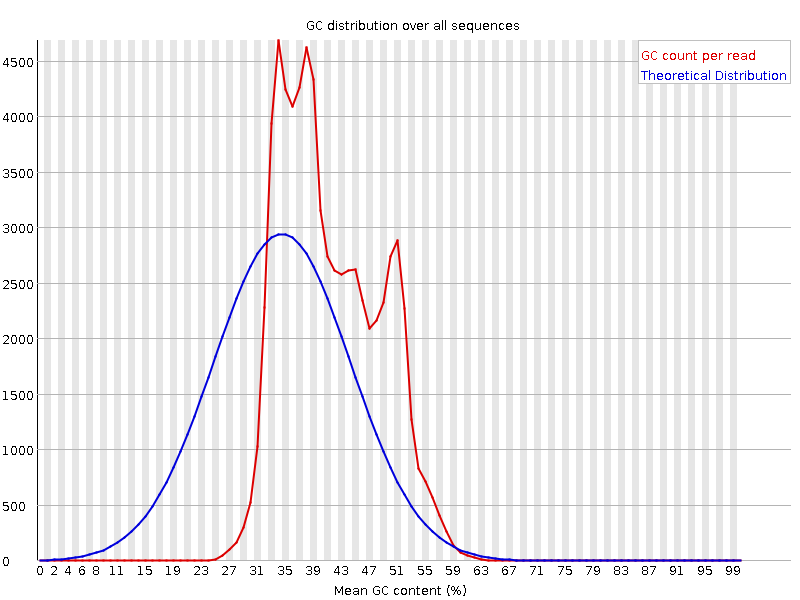 GC distribution over all sequences
GC count per read
Theoretical Distribution
4500
4000
3500
3000
2500
2000
1500
1000
500
0
0 2 4 6 8 11 15 19 23 27 31 35 39 43 47 51 55 59 63 67 71 75 79 83 87 91 95 99
Mean GC content (%)